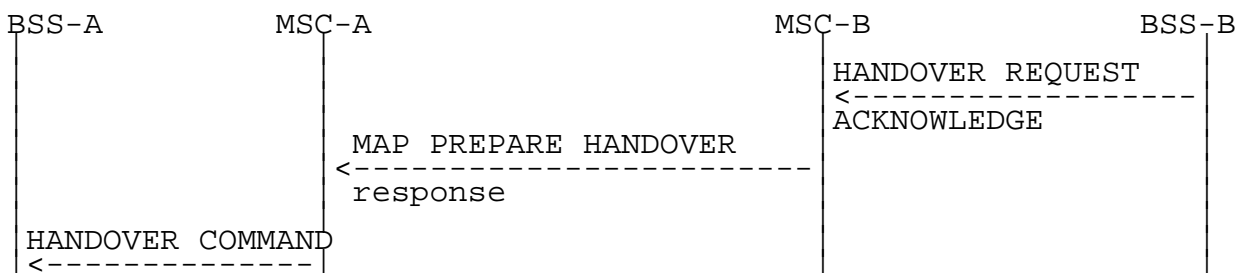 BSS-A MSC-A MSC-B BSS-B
HANDOVER REQUEST
ACKNOWLEDGE
MAP PREPARE HANDOVER
response
HANDOVER COMMAND